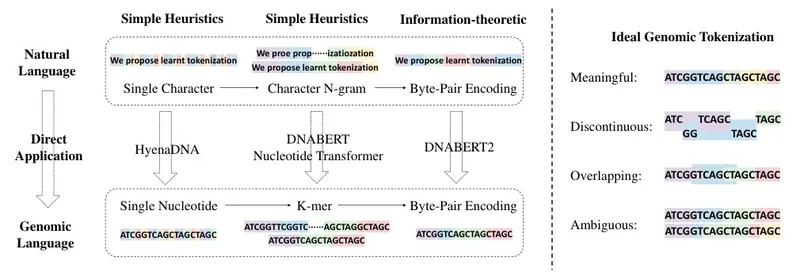 Simple Heuristics
Simple Heuristics
Information-theoretic
Natural
Language
We propose learnt tokenization
We proe prop······izatiozation
We propose learnt tokenization
We propose learnt tokenization
Single Character
Character N-gram
Byte-Pair Encoding
Direct
Application
HyenaDNA
DNABERT
Nucleotide Transformer
DNABERT2
Genomic
Language
Single Nucleotide
K-mer
Byte-Pair Encoding
ATCGGTCAGCTAGCTAGC
ATCGGTTCGGTC······AGCTAGGCTAGC
ATCGGTCAGCTAGCTAGC
ATCGGTCAGCTAGCTAGC
Ideal Genomic Tokenization
Meaningful:
ATCGGTCAGCTAGCTAGC
Discontinuous:
ATC TCAGC TAGC
GG TAGC
Overlapping:
ATCGGTCAGCTAGCTAGC
Ambiguous:
ATCGGTCAGCTAGCTAGC
ATCGGTCAGCTAGCTAGC